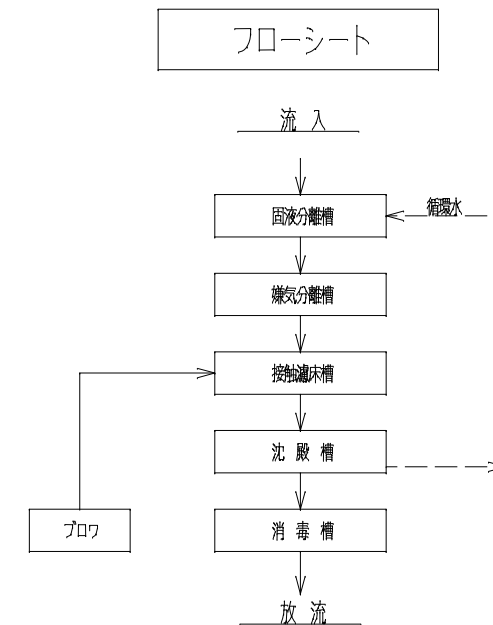 フローシート
流 入
固液分離槽
循環水
嫌気分離槽
接触濾床槽
沈 殿 槽
ブロワ
消 毒 槽
放 流